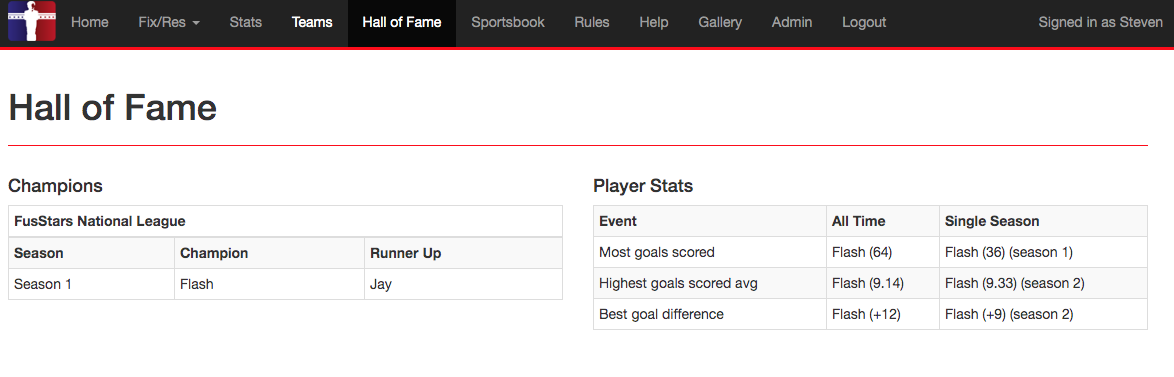 Home Fix/Res Stats Teams Hall of Fame Sportsbook Rules Help Gallery Admin Logout Signed in as Steven
Hall of Fame
Champions
FusStars National League
Season Champion Runner Up
Season 1 Flash Jay
Player Stats
Event All Time Single Season
Most goals scored Flash (64) Flash (36) (season 1)
Highest goals scored avg Flash (9.14) Flash (9.33) (season 2)
Best goal difference Flash (+12) Flash (+9) (season 2)